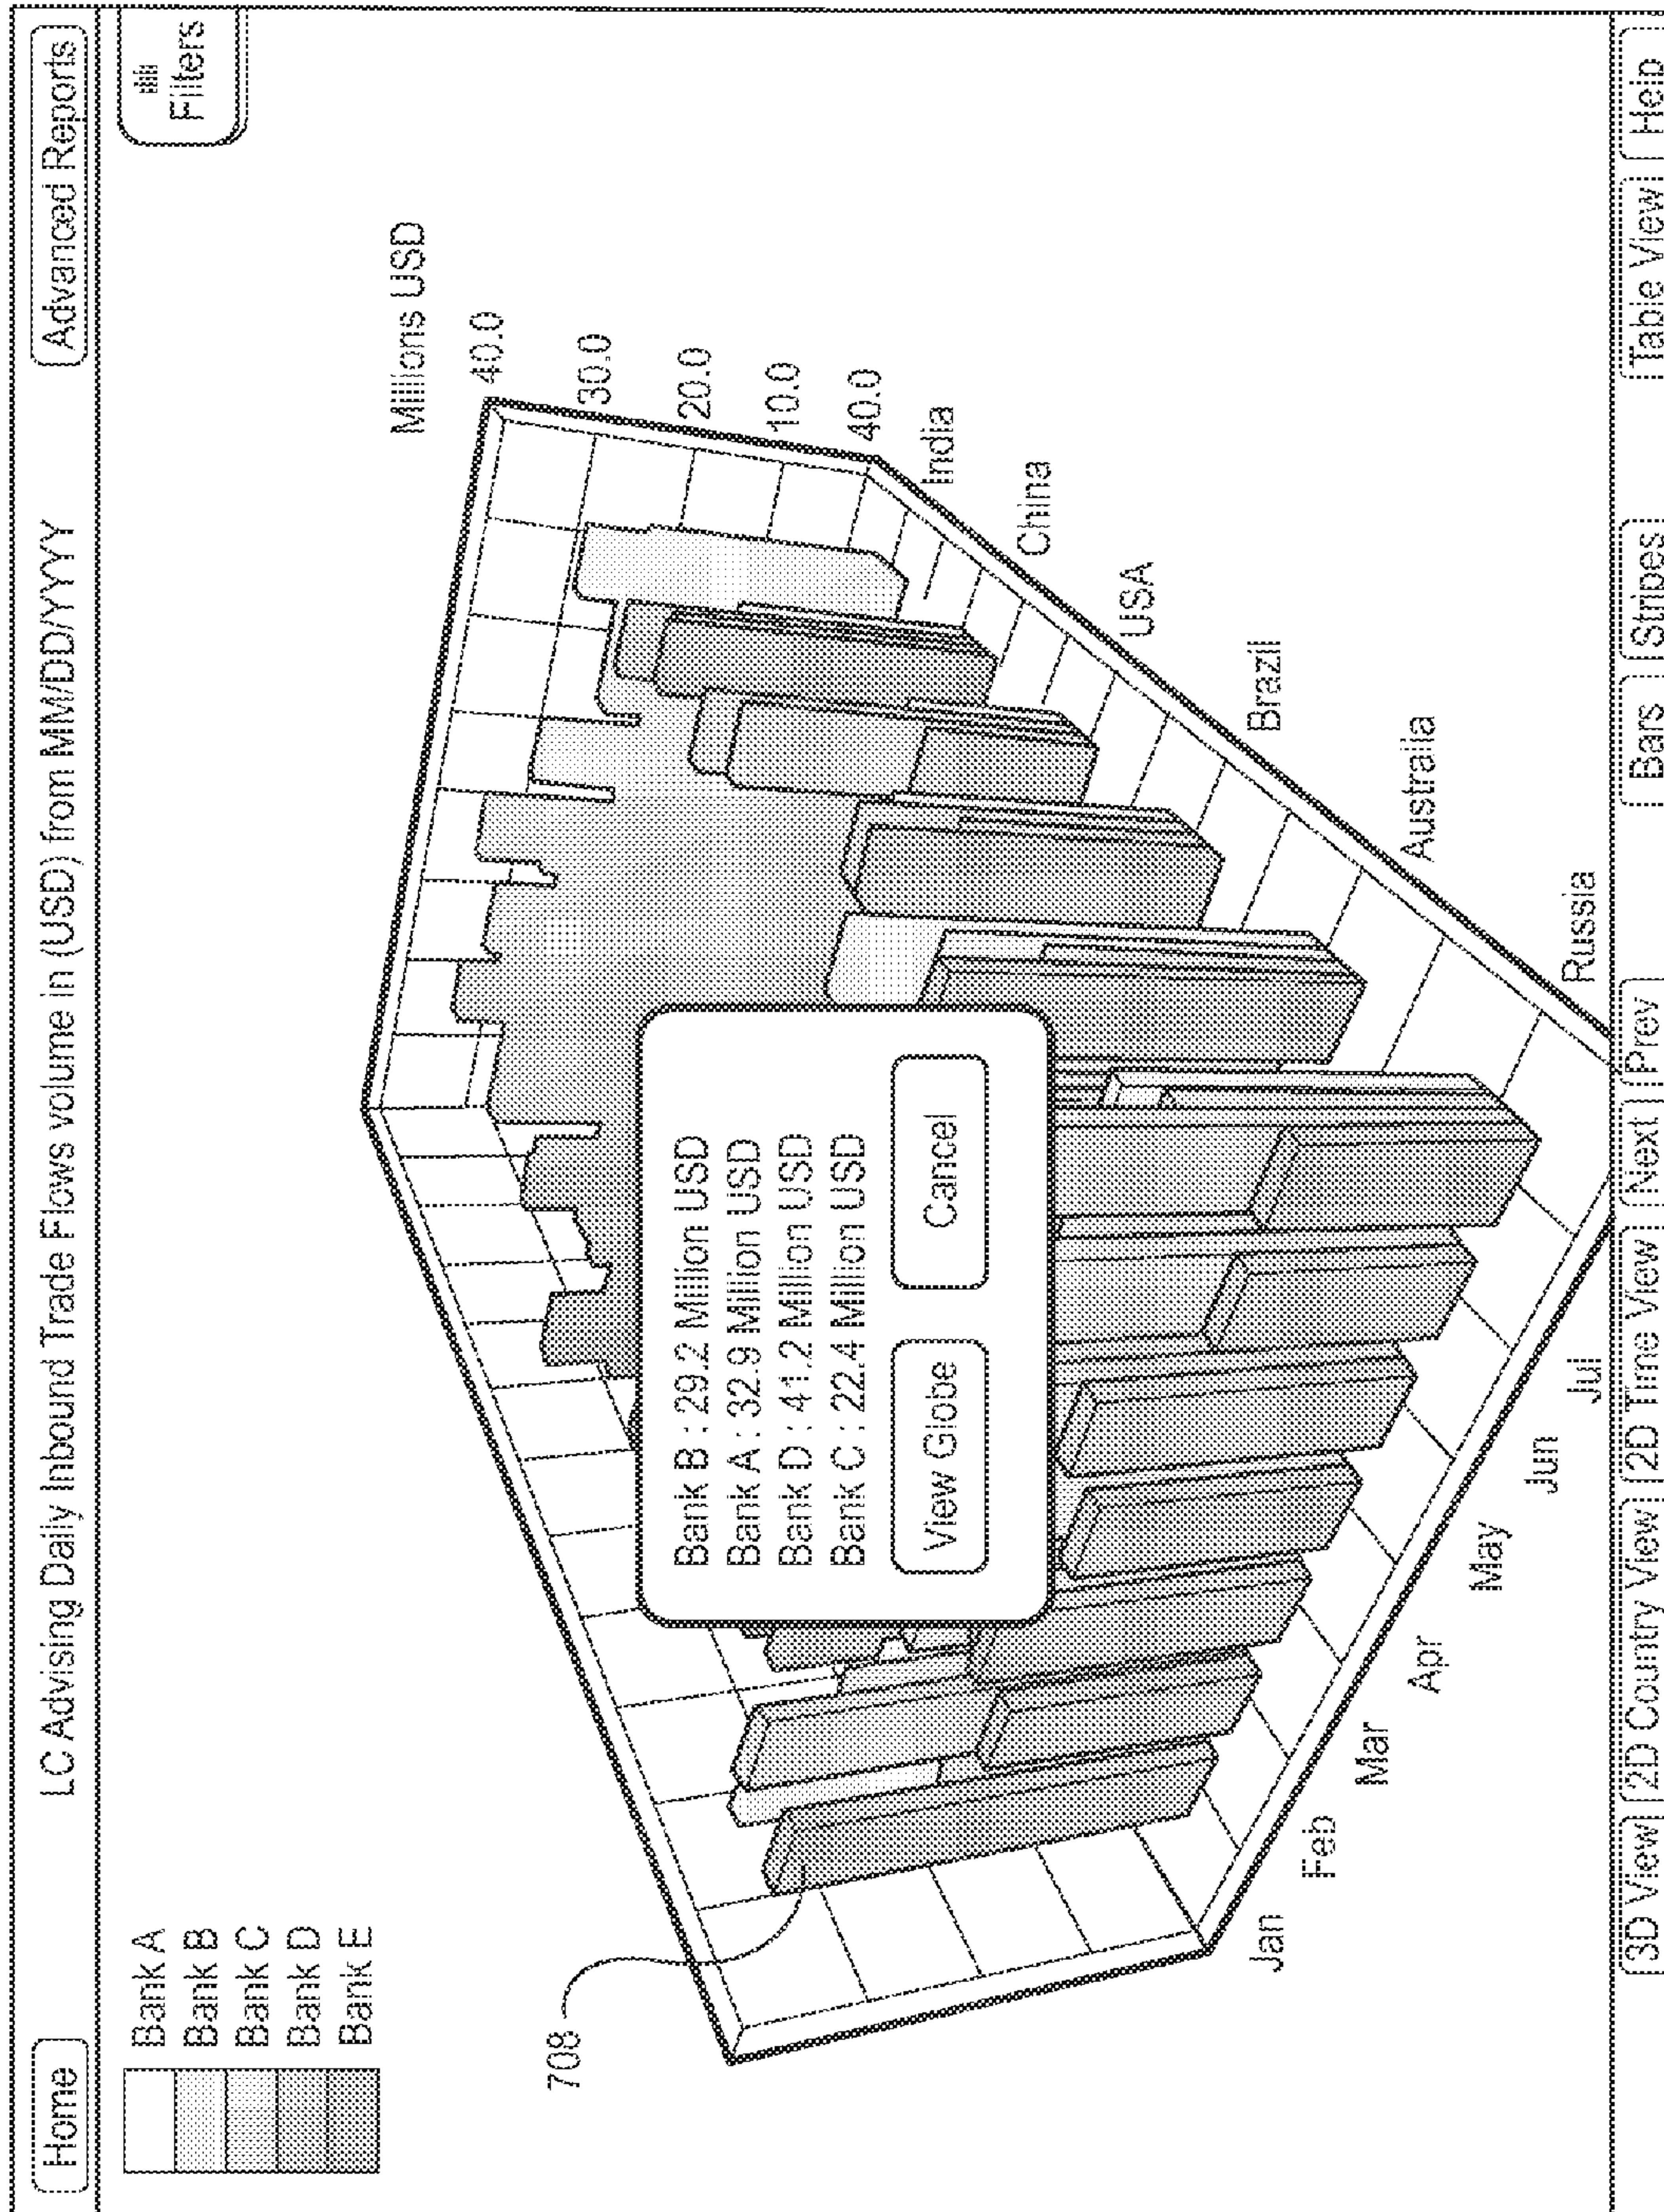 Home
LC Advising Daily Inbound Trade Flows volume in (USD) from MM/DD/YYY
Advanced Reports
Filters
Bank A
Bank B
Bank C
Bank D
Bank E
Millions USD
40.0
30.0
20.0
10.0
40.0
India
China
USA
Brazil
Australia
Russia
708
Bank B : 29.2 Million USD
Bank A : 32.9 Million USD
Bank D : 41.2 Million USD
Bank C : 22.4 Million USD
View Globe
Cancel
Jan
Feb
Mar
Apr
May
Jun
Jul
3D View 2D Country View 2D Time View Next Prev Bars Stripes Table View Help